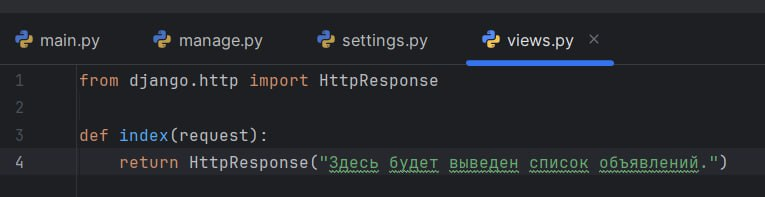 main.py manage.py settings.py views.py
1 from django.http import HttpResponse
2
3 def index(request):
4     return HttpResponse("Здесь будет выведен список объявлений.")